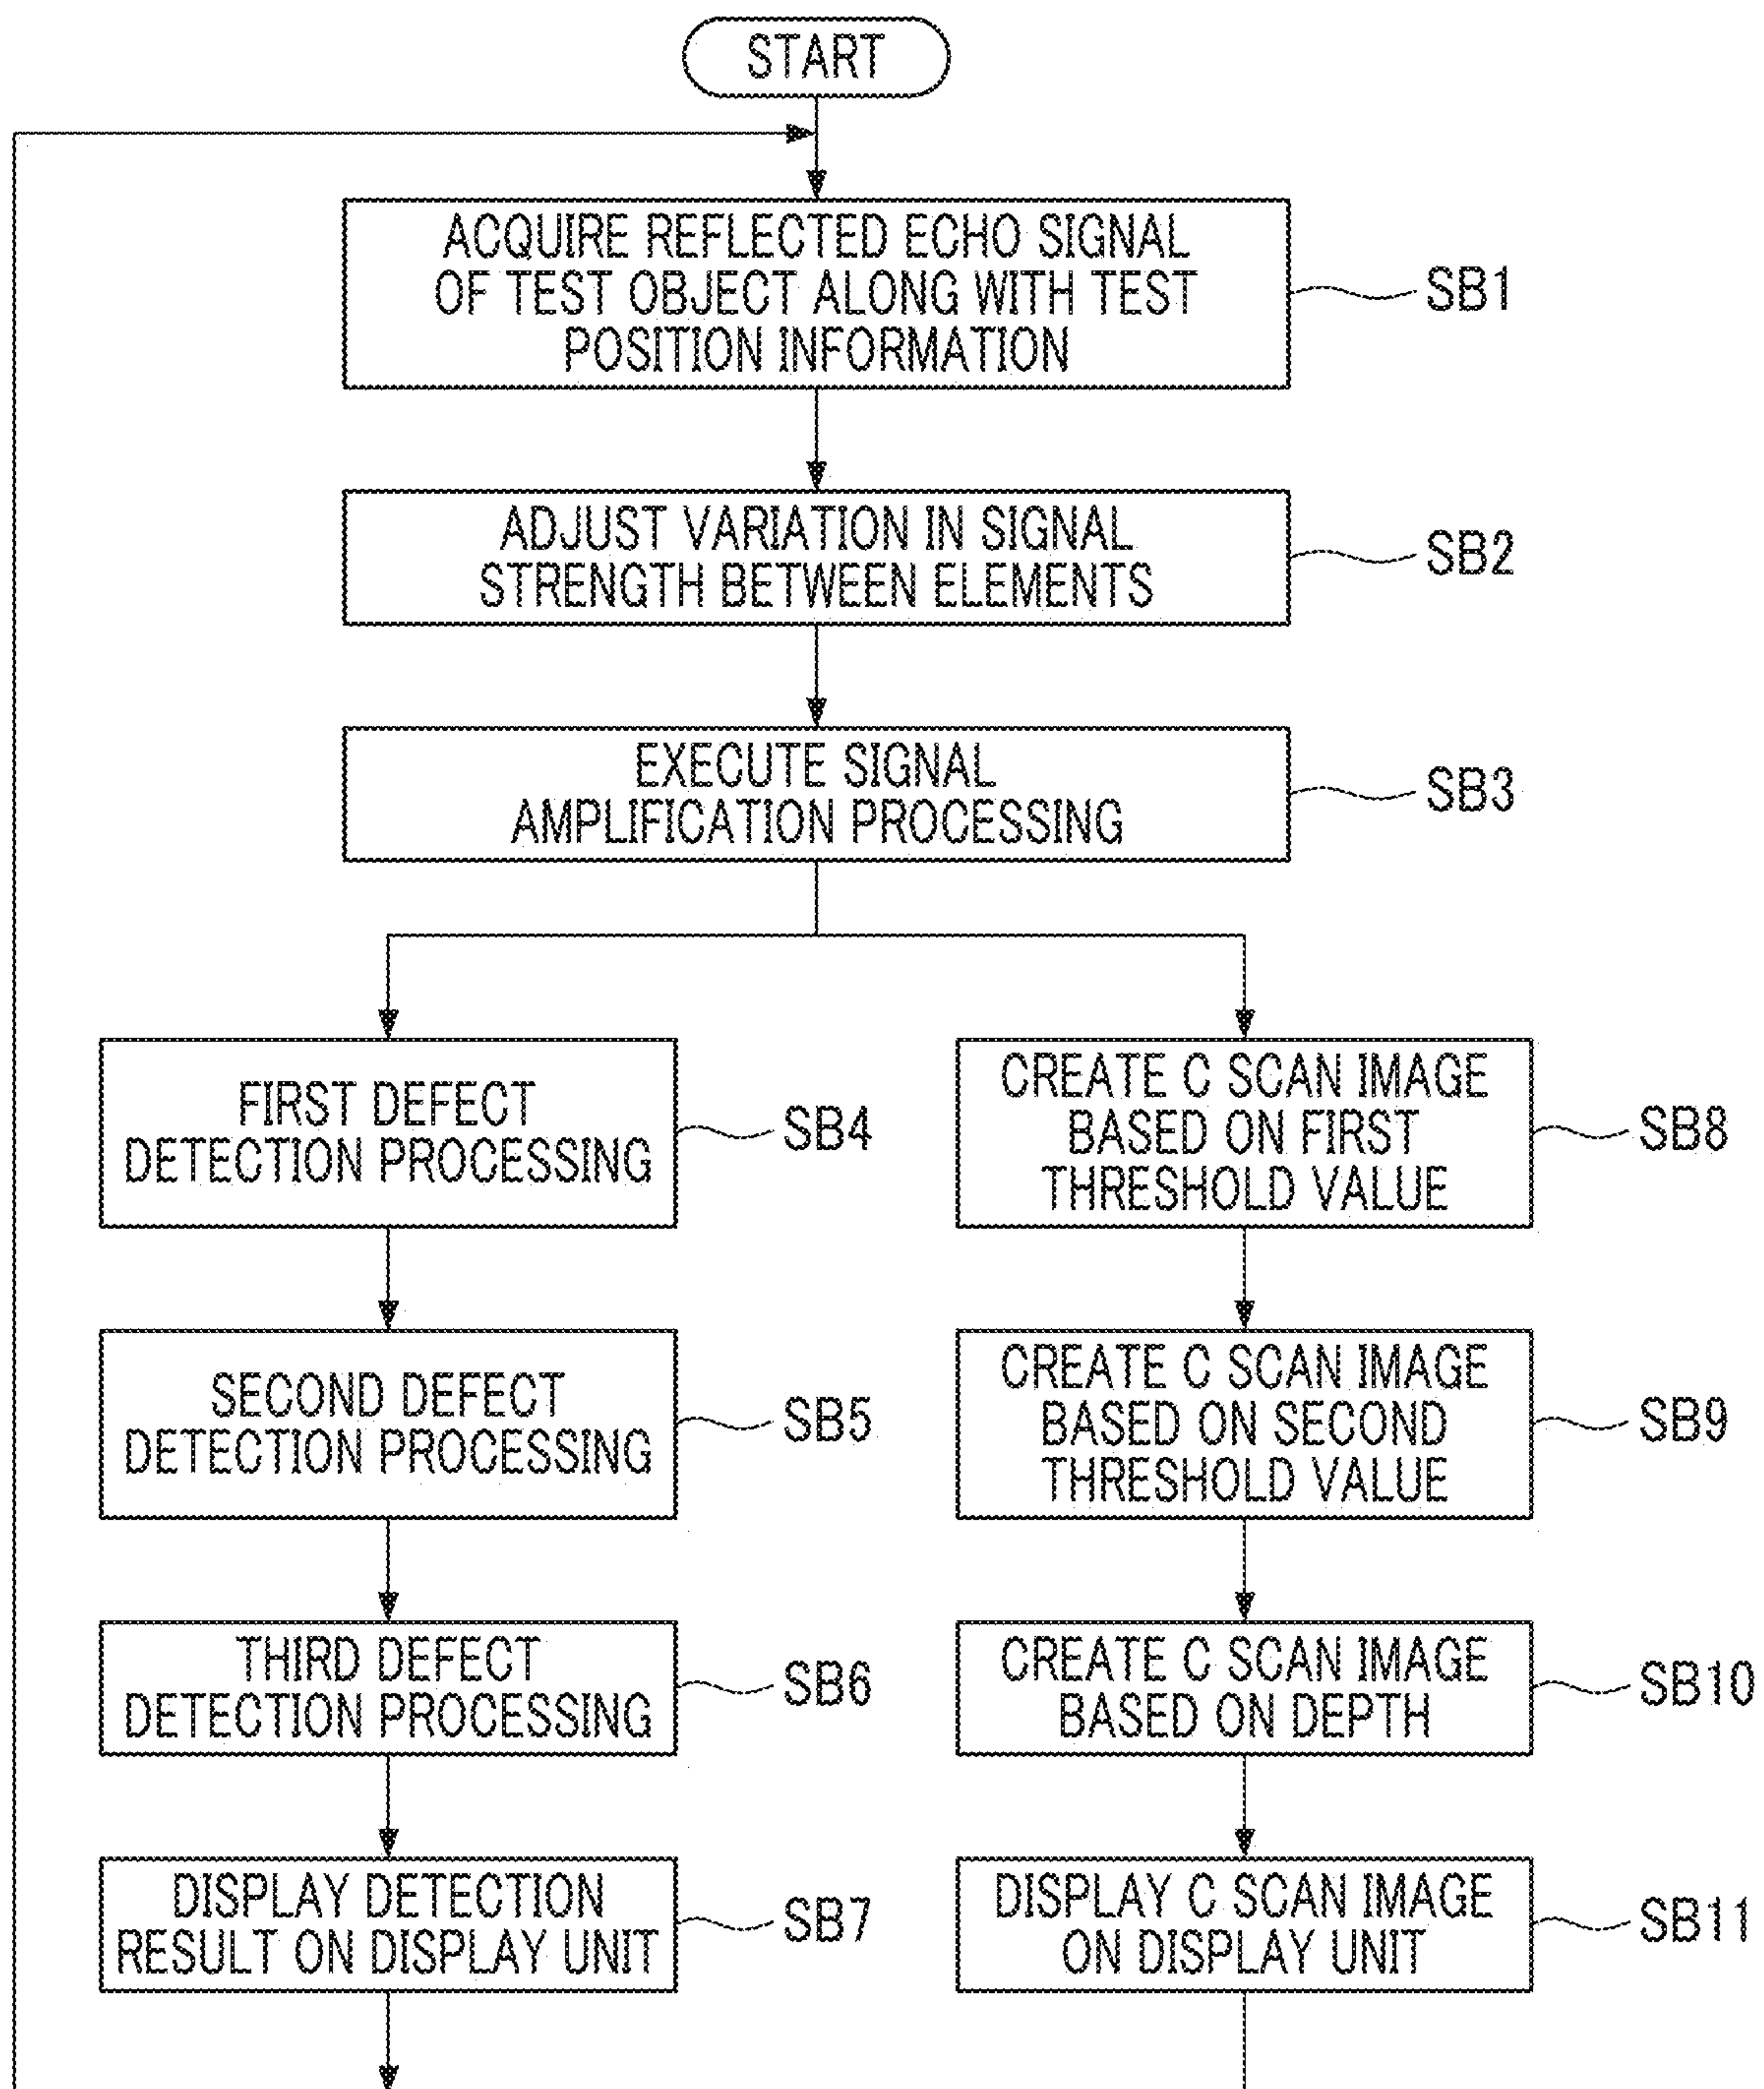 START
ACQUIRE REFLECTED ECHO SIGNAL
OF TEST OBJECT ALONG WITH TEST
POSITION INFORMATION
SB1
ADJUST VARIATION IN SIGNAL
STRENGTH BETWEEN ELEMENTS
SB2
EXECUTE SIGNAL
AMPLIFICATION PROCESSING
SB3
FIRST DEFECT
DETECTION PROCESSING
SB4
CREATE C SCAN IMAGE
BASED ON FIRST
THRESHOLD VALUE
SB8
SECOND DEFECT
DETECTION PROCESSING
SB5
CREATE C SCAN IMAGE
BASED ON SECOND
THRESHOLD VALUE
SB9
THIRD DEFECT
DETECTION PROCESSING
SB6
CREATE C SCAN IMAGE
BASED ON DEPTH
SB10
DISPLAY DETECTION
RESULT ON DISPLAY UNIT
SB7
DISPLAY C SCAN IMAGE
ON DISPLAY UNIT
SB11